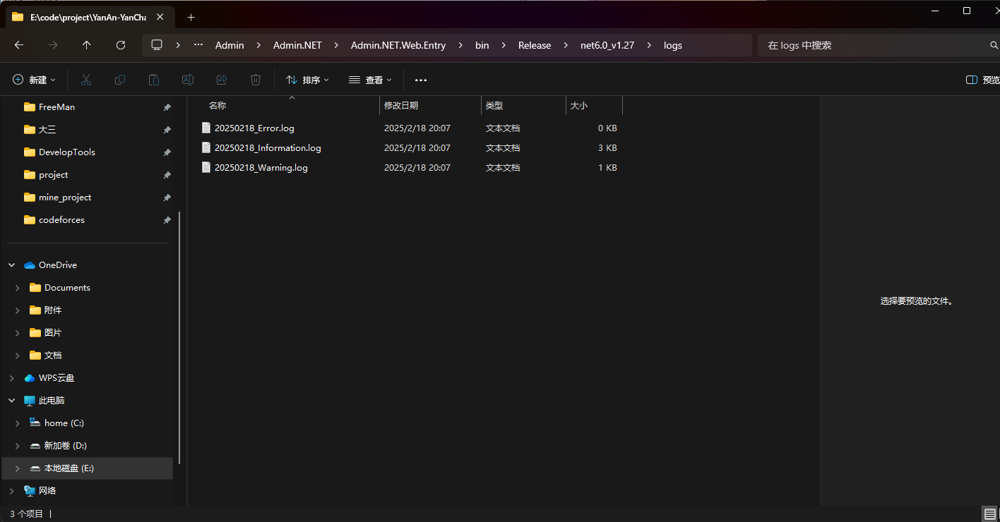 E:\code\project\YanAn-YanCha
Admin > Admin.NET > Admin.NET.Web.Entry > bin > Release > net6.0_v1.27 > logs
在 logs 中搜索
新建
排序
查看
预览
FreeMan
大三
DevelopTools
project
mine_project
codeforces
OneDrive
Documents
附件
图片
文档
WPS云盘
此电脑
home (C:)
新加卷 (D:)
本地磁盘 (E:)
网络
名称 修改日期 类型 大小
20250218_Error.log 2025/2/18 20:07 文本文档 0 KB
20250218_Information.log 2025/2/18 20:07 文本文档 3 KB
20250218_Warning.log 2025/2/18 20:07 文本文档 1 KB
选择要预览的文件。
3 个项目